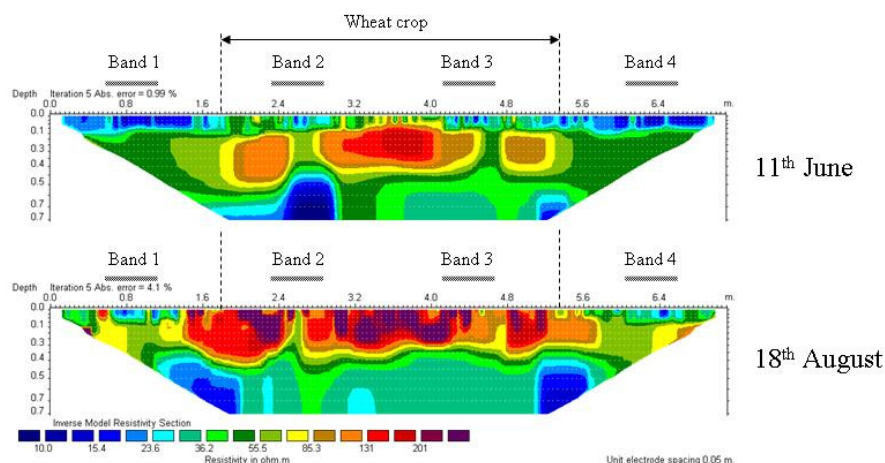 Wheat crop
Band 1 Band 2 Band 3 Band 4
Depth Iteration 5 Abs. error = 0.99 %
0.0 0.8 1.6 2.4 3.2 4.0 4.8 5.6 6.4 m.
0.0
0.1
0.2
0.3
0.4
0.5
0.6
0.7
0.7
11th June
Band 1 Band 2 Band 3 Band 4
Depth Iteration 5 Abs. error = 4.1 %
0.0 0.8 1.6 2.4 3.2 4.0 4.8 5.6 6.4 m.
0.0
0.1
0.2
0.3
0.4
0.5
0.6
0.7
0.7
18th August
Inverse Model Resistivity Section
10.0 15.4 23.6 36.2 55.5 85.3 131 201
Resistivity in ohm.m
Unit electrode spacing 0.05 m.